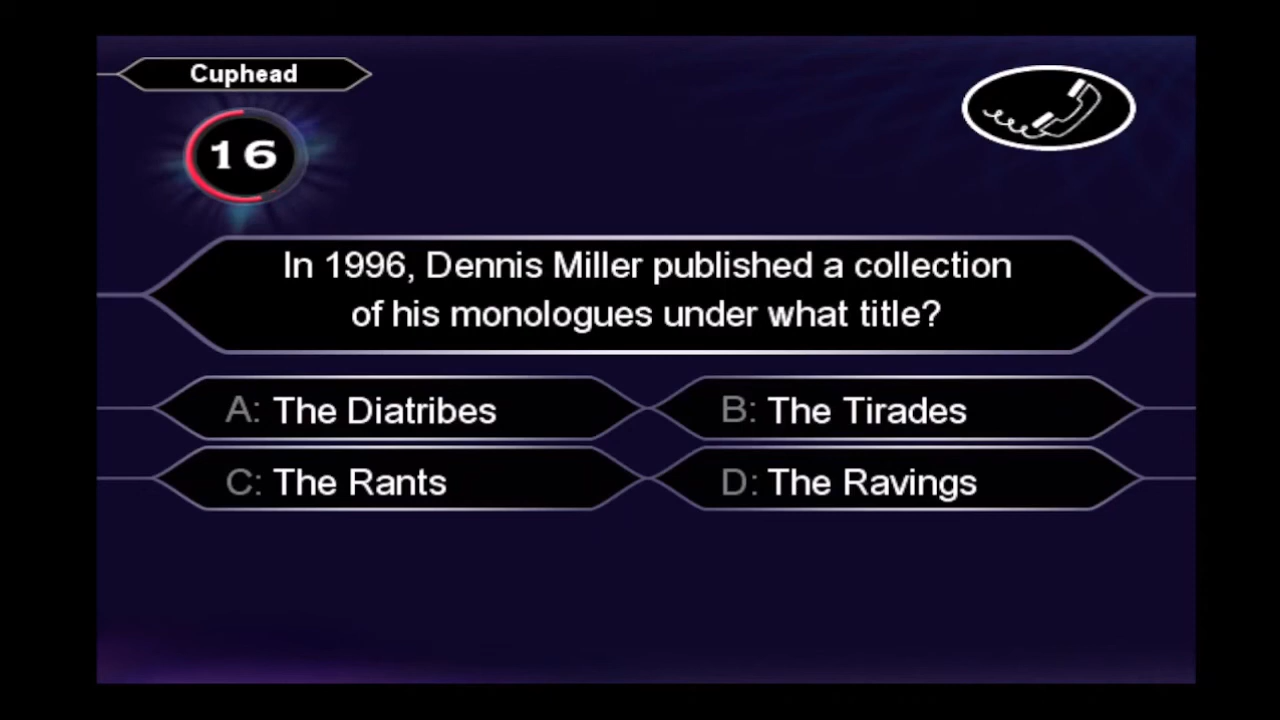 Cuphead
16
In 1996, Dennis Miller published a collection
of his monologues under what title?
A: The Diatribes
B: The Tirades
C: The Rants
D: The Ravings